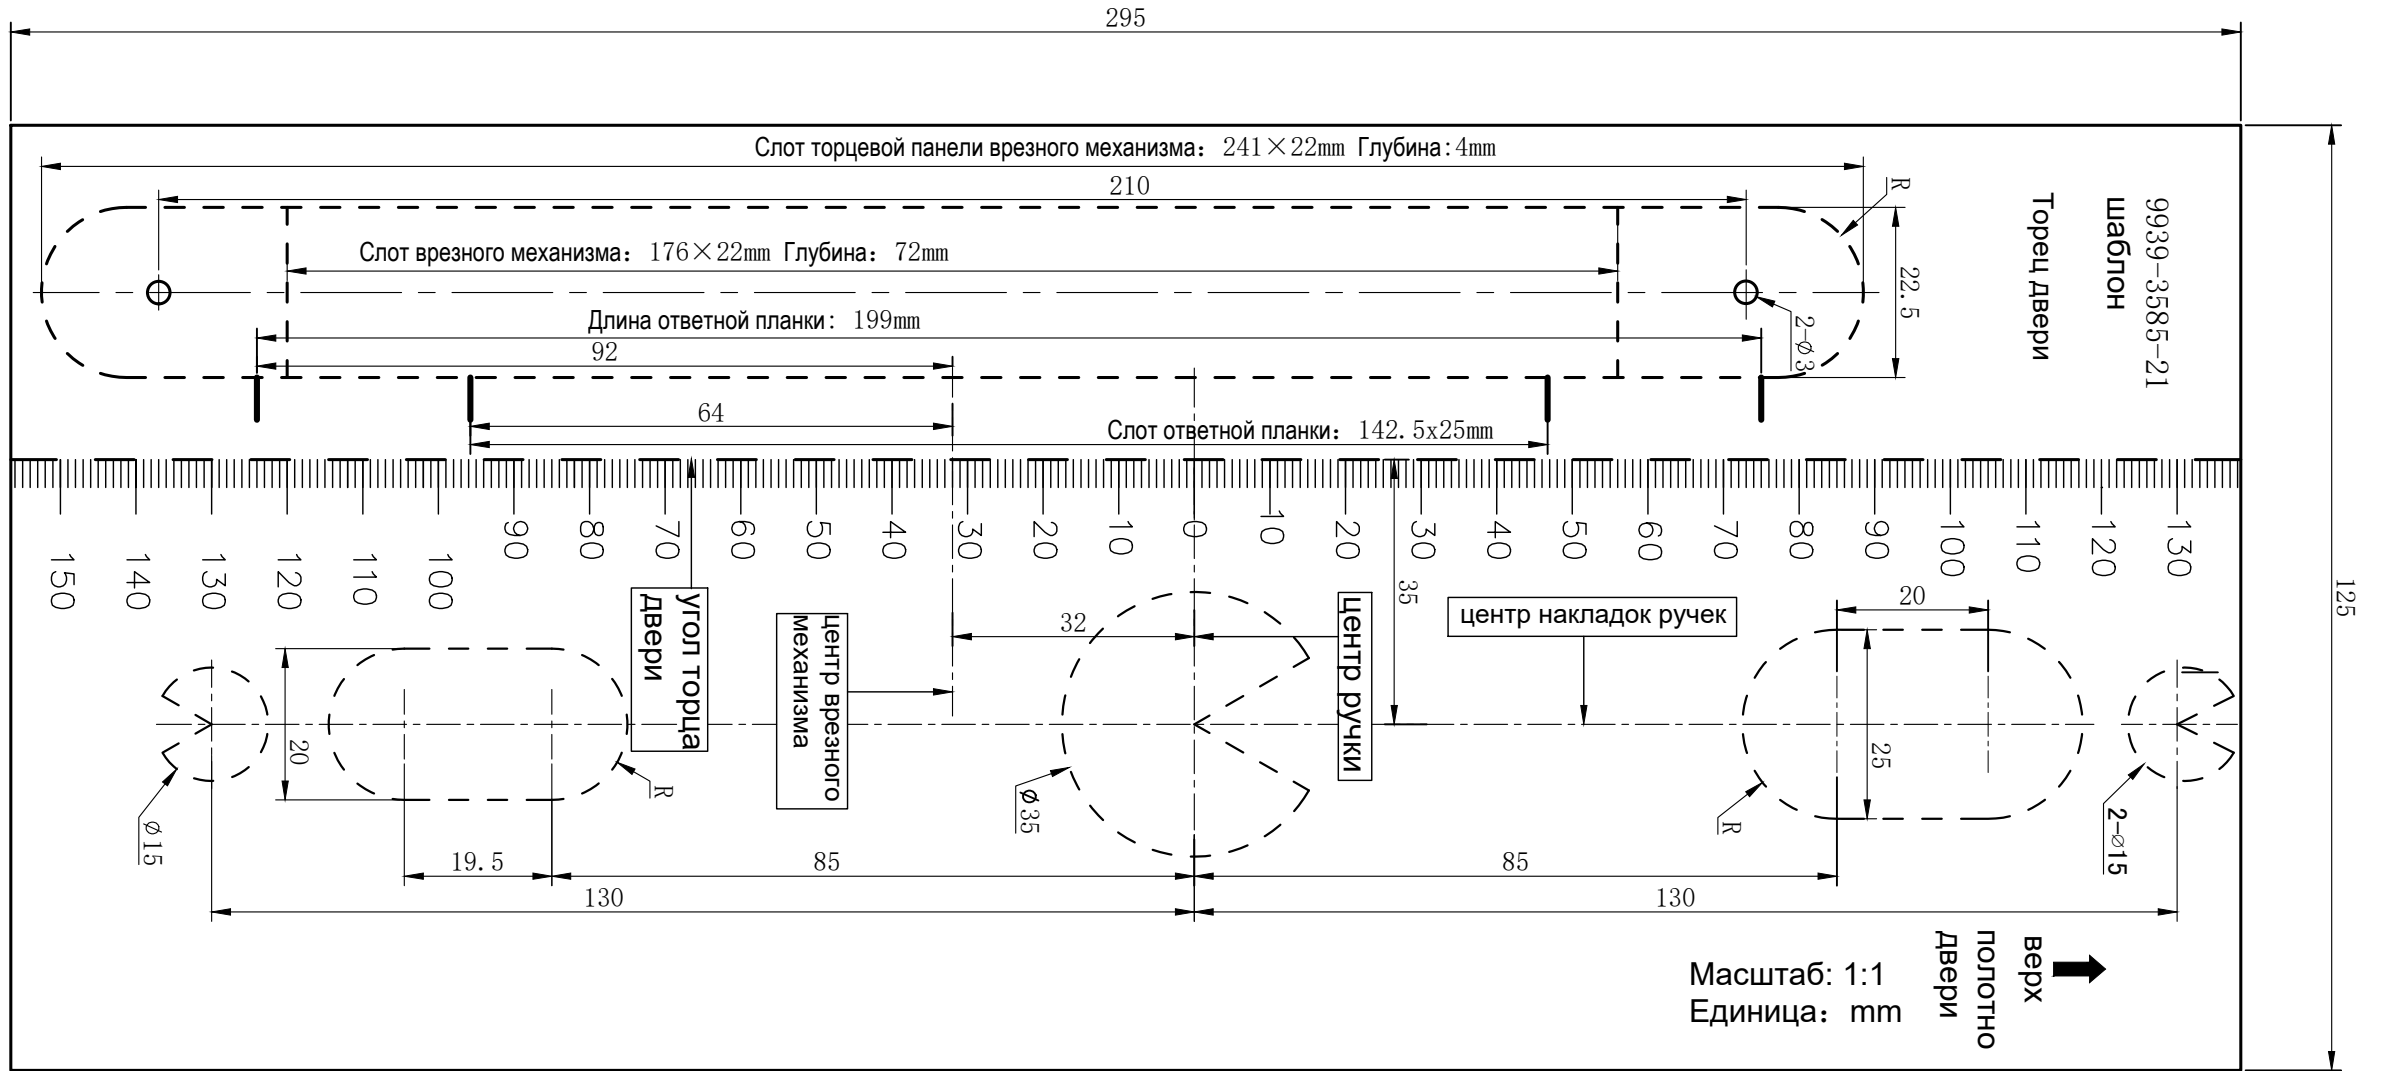 295
Слот торцевой панели врезного механизма: 241×22mm Глубина:4mm
210
R
Слот врезного механизма: 176×22mm Глубина: 72mm
22.5
2-⌀3
Длина ответной планки: 199mm
92
64
Слот ответной планки: 142.5x25mm
9939-3585-21
шаблон
Торец двери
125
150
140
130
120
110
100
90
80
70
60
50
40
30
20
10
0
10
20
30
40
50
60
70
80
90
100
110
120
130
35
угол торца
двери
центр врезного
механизма
32
центр ручки
центр накладок ручек
20
20
R
⌀15
⌀35
25
R
2-⌀15
19.5
85
85
130
130
верх
полотно
двери
Масштаб: 1:1
Единица: mm